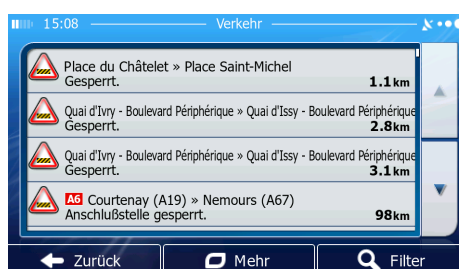 15:08 Verkehr
Place du Châtelet » Place Saint-Michel
Gesperrt. 1.1km
Quai d'Ivry - Boulevard Périphérique » Quai d'Issy - Boulevard Périphérique
Gesperrt. 2.8km
Quai d'Ivry - Boulevard Périphérique » Quai d'Issy - Boulevard Périphérique
Gesperrt. 3.1km
A6 Courtenay (A19) » Nemours (A67)
Anschlußstelle gesperrt. 98km
Zurück Mehr Filter